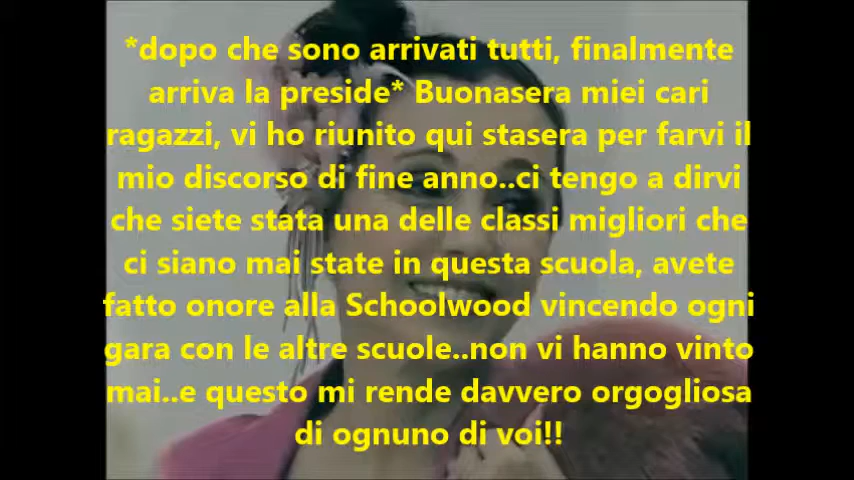 *dopo che sono arrivati tutti, finalmente
arriva la preside* Buonasera miei cari
ragazzi, vi ho riunito qui stasera per farvi il
mio discorso di fine anno..ci tengo a dirvi
che siete stata una delle classi migliori che
ci siano mai state in questa scuola, avete
fatto onore alla Schoolwood vincendo ogni
gara con le altre scuole..non vi hanno vinto
mai..e questo mi rende davvero orgogliosa
di ognuno di voi!!